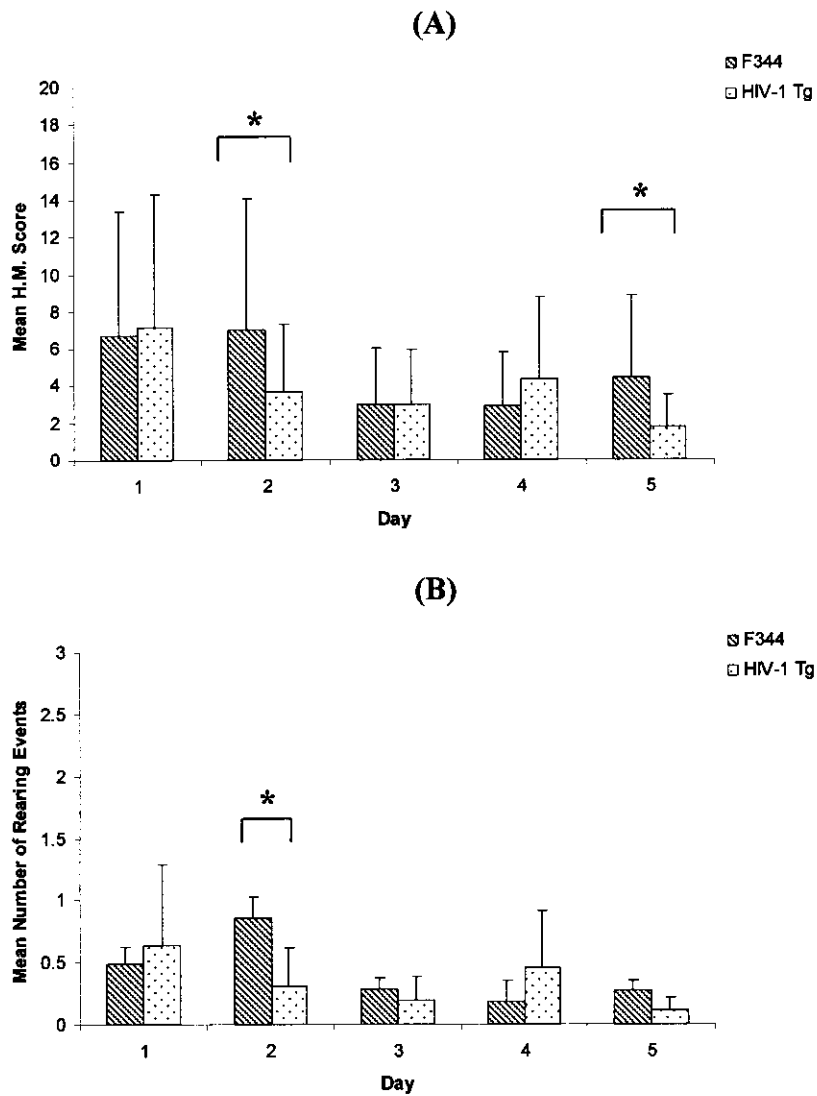 (A)
F344
HIV-1 Tg
20
18
16
14
12
10
8
6
4
2
0
Mean H.M. Score
*
*
1 2 3 4 5
Day
(B)
F344
HIV-1 Tg
3
2.5
2
1.5
1
0.5
0
Mean Number of Rearing Events
*
1 2 3 4 5
Day